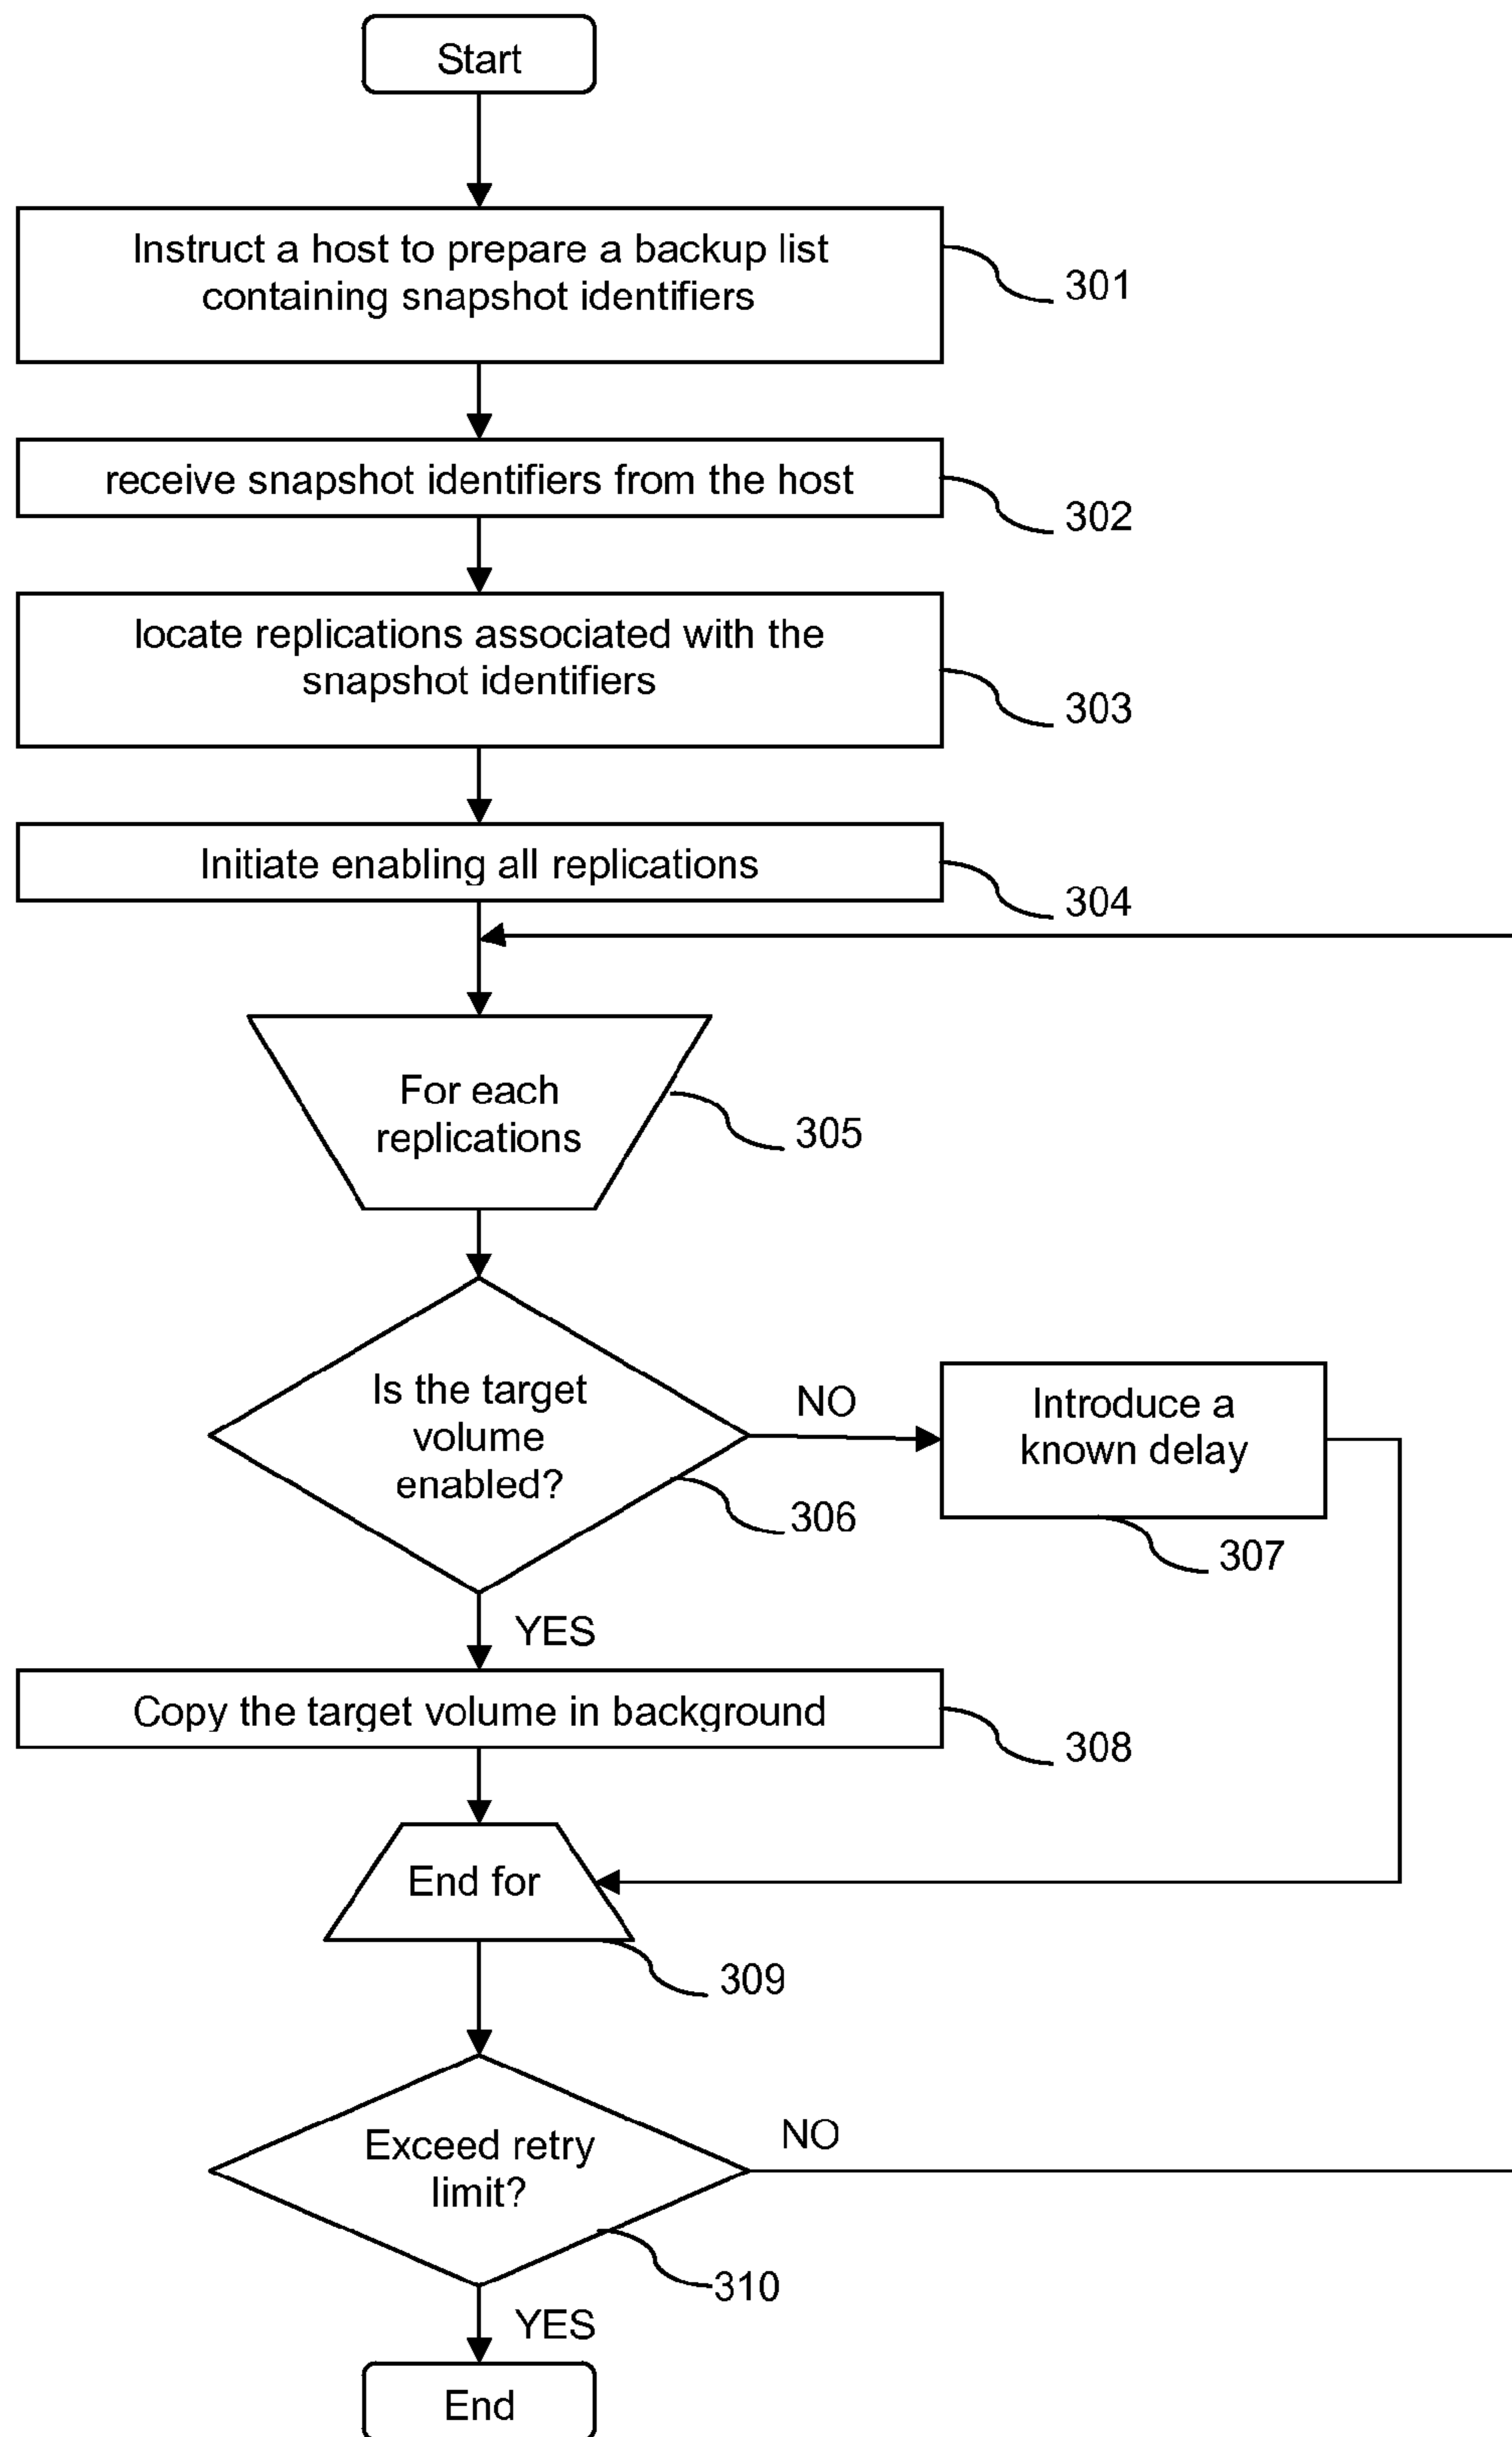 Start
Instruct a host to prepare a backup list
containing snapshot identifiers
301
receive snapshot identifiers from the host
302
locate replications associated with the
snapshot identifiers
303
Initiate enabling all replications
304
For each
replications
305
Is the target
volume
enabled?
306
NO
Introduce a
known delay
307
YES
Copy the target volume in background
308
End for
309
Exceed retry
limit?
NO
310
YES
End